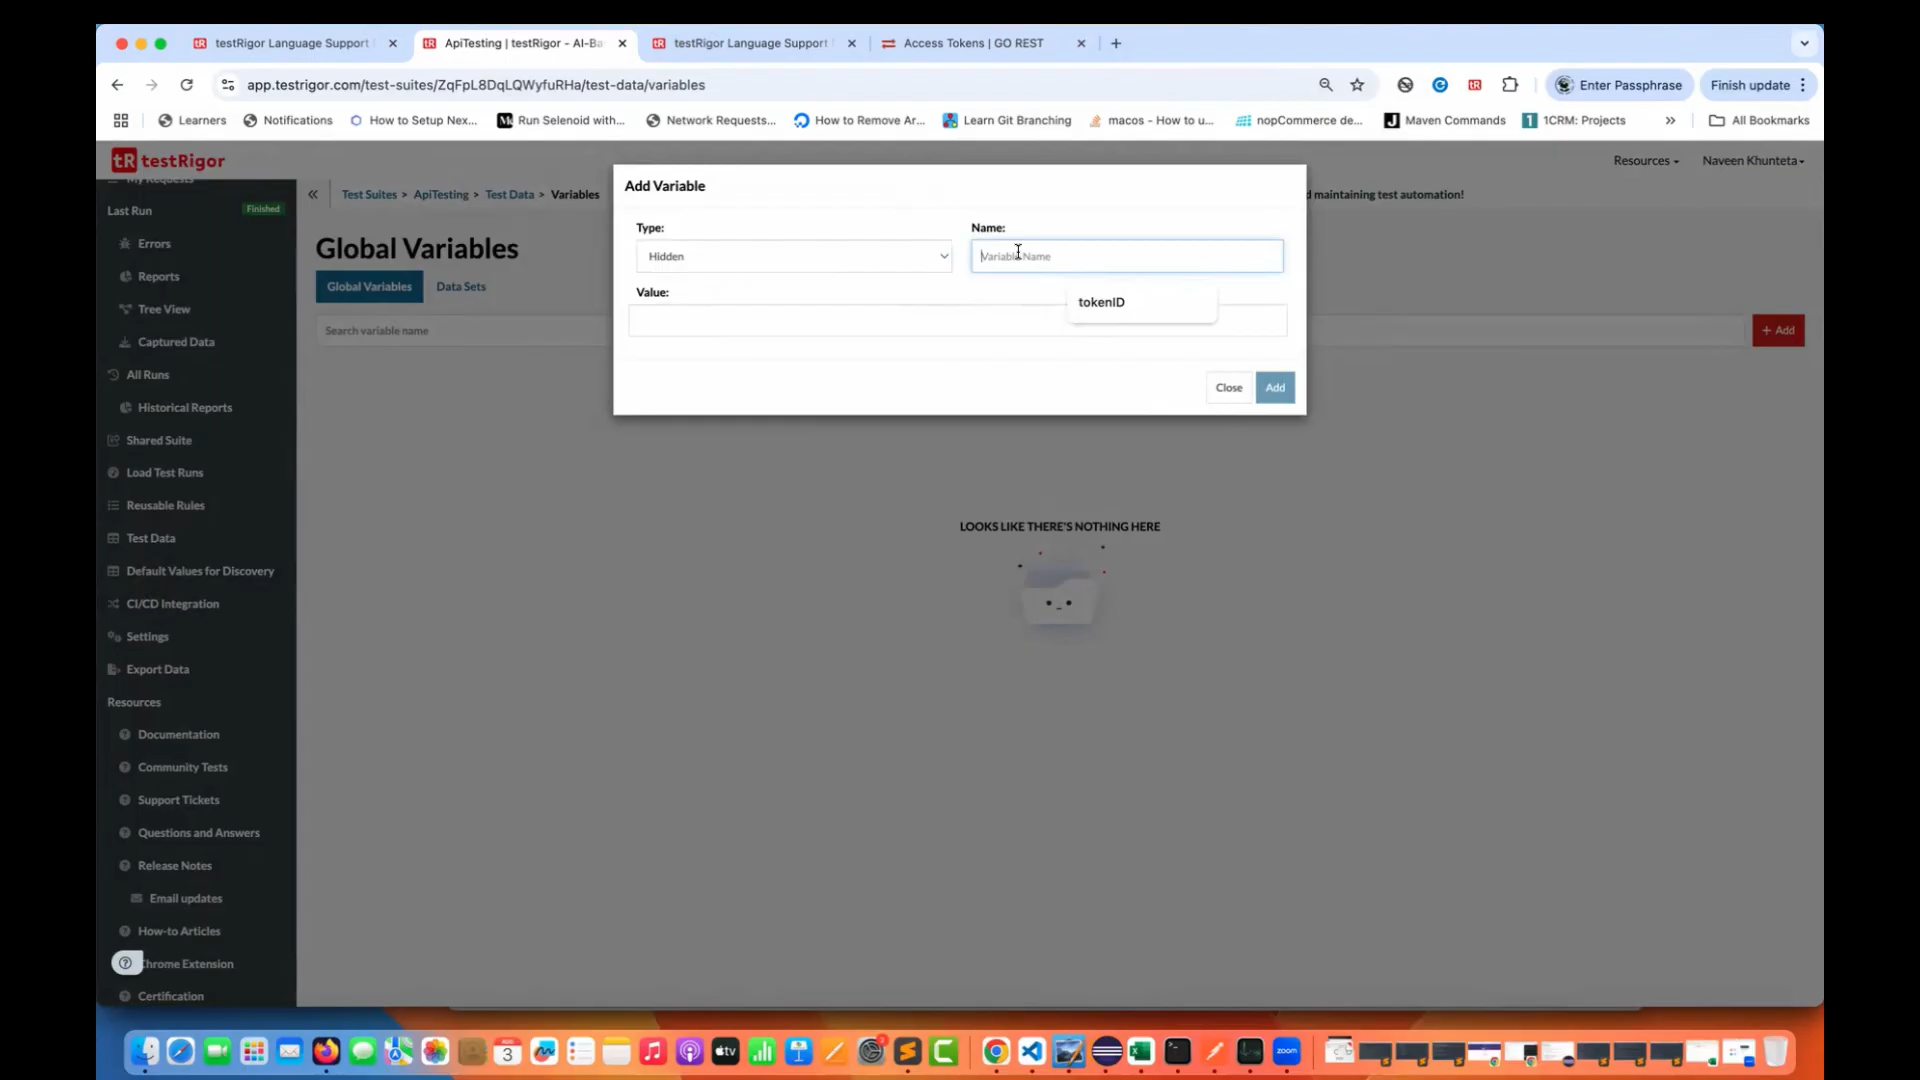 testRigor Language Support
ApiTesting | testRigor - AI-Ba
testRigor Language Support
Access Tokens | GO REST
app.testrigor.com/test-suites/ZqFpL8DqLQWyfuRHa/test-data/variables
Enter Passphrase
Finish update
Learners
Notifications
How to Setup Nex...
Run Selenoid with...
Network Requests...
How to Remove Ar...
Learn Git Branching
macos - How to u...
nopCommerce de...
Maven Commands
1CRM: Projects
All Bookmarks
tR testRigor
Resources
Naveen Khunteta
My Requests
Last Run
Finished
Errors
Reports
Tree View
Captured Data
All Runs
Historical Reports
Shared Suite
Load Test Runs
Reusable Rules
Test Data
Default Values for Discovery
CI/CD Integration
Settings
Export Data
Resources
Documentation
Community Tests
Support Tickets
Questions and Answers
Release Notes
Email updates
How-to Articles
Chrome Extension
Certification
Test Suites > ApiTesting > Test Data > Variables
d maintaining test automation!
Global Variables
Global Variables
Data Sets
Search variable name
+ Add
Add Variable
Type:
Name:
Hidden
Variable Name
tokenID
Value:
Close
Add
LOOKS LIKE THERE'S NOTHING HERE
3
tv
zoom